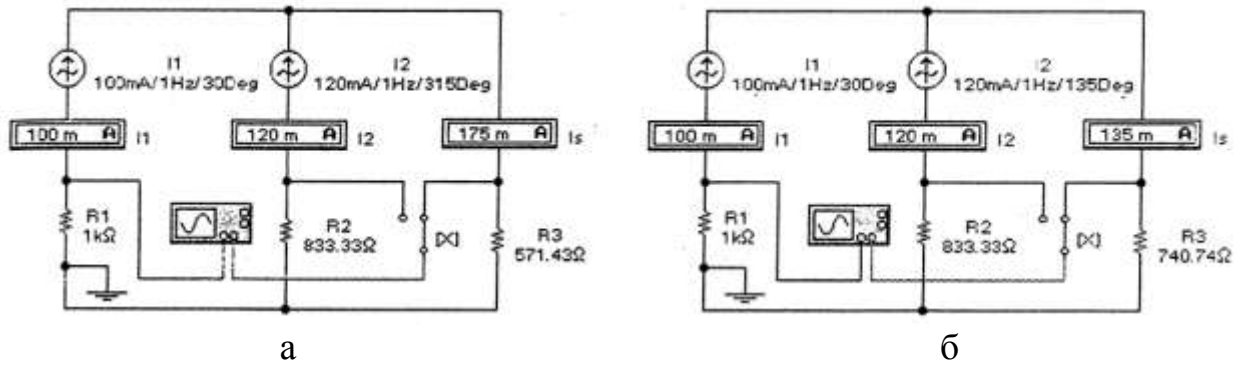 I1
100mA/1Hz/30Deg
I2
120mA/1Hz/315Deg
100 m A I1
120 m A I2
175 m A Is
R1
1kΩ
R2
833.33Ω
[X]
R3
571.43Ω
а
I1
100mA/1Hz/30Deg
I2
120mA/1Hz/135Deg
100 m A I1
120 m A I2
135 m A Is
R1
1kΩ
R2
833.33Ω
[X]
R3
740.74Ω
б